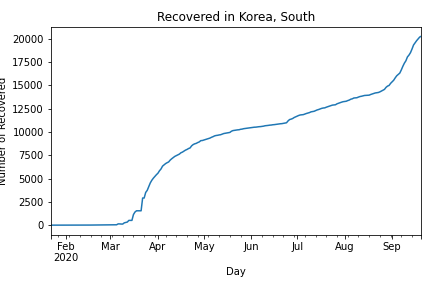 Recovered in Korea, South
Number of Recovered
20000
17500
15000
12500
10000
7500
5000
2500
0
Feb Mar Apr May Jun Jul Aug Sep
2020
Day